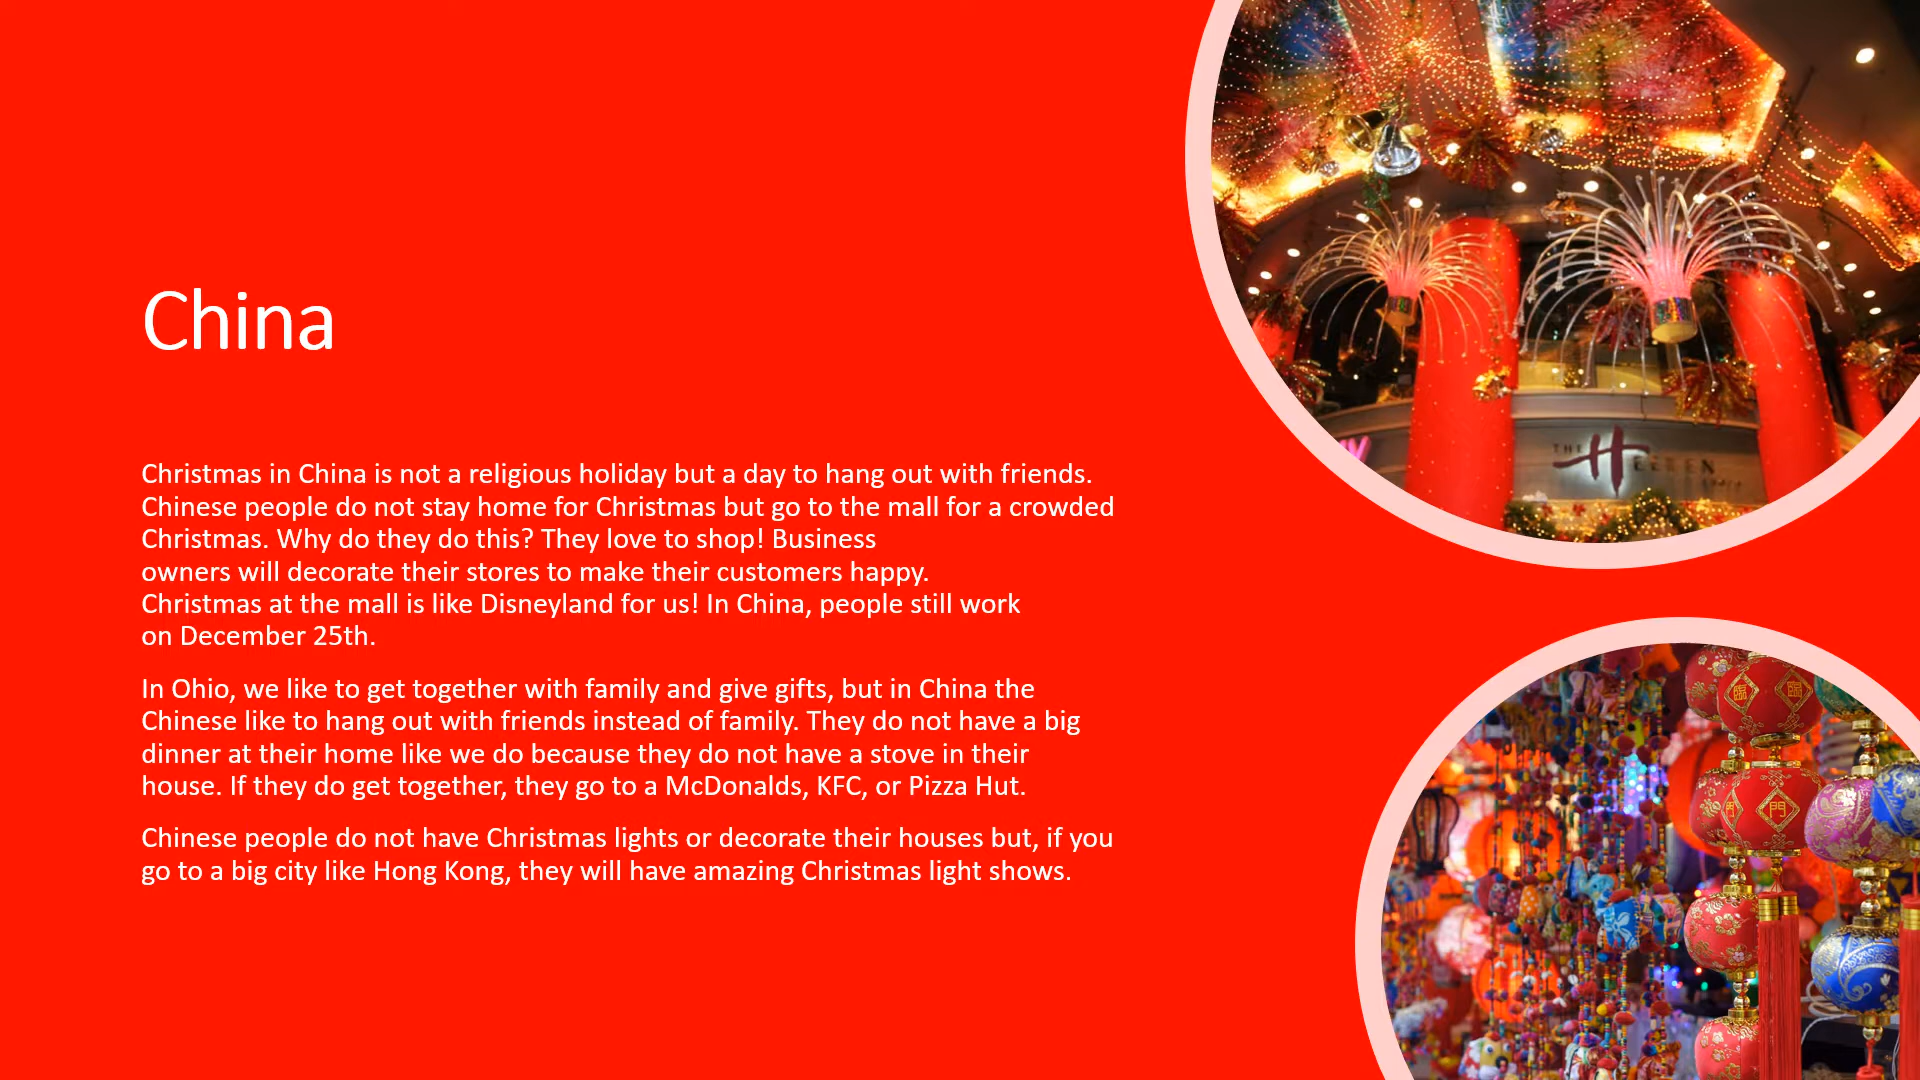 China
Christmas in China is not a religious holiday but a day to hang out with friends.
Chinese people do not stay home for Christmas but go to the mall for a crowded
Christmas. Why do they do this? They love to shop! Business
owners will decorate their stores to make their customers happy.
Christmas at the mall is like Disneyland for us! In China, people still work
on December 25th.
In Ohio, we like to get together with family and give gifts, but in China the
Chinese like to hang out with friends instead of family. They do not have a big
dinner at their home like we do because they do not have a stove in their
house. If they do get together, they go to a McDonalds, KFC, or Pizza Hut.
Chinese people do not have Christmas lights or decorate their houses but, if you
go to a big city like Hong Kong, they will have amazing Christmas light shows.
THE HEEREN
臨 臨
門